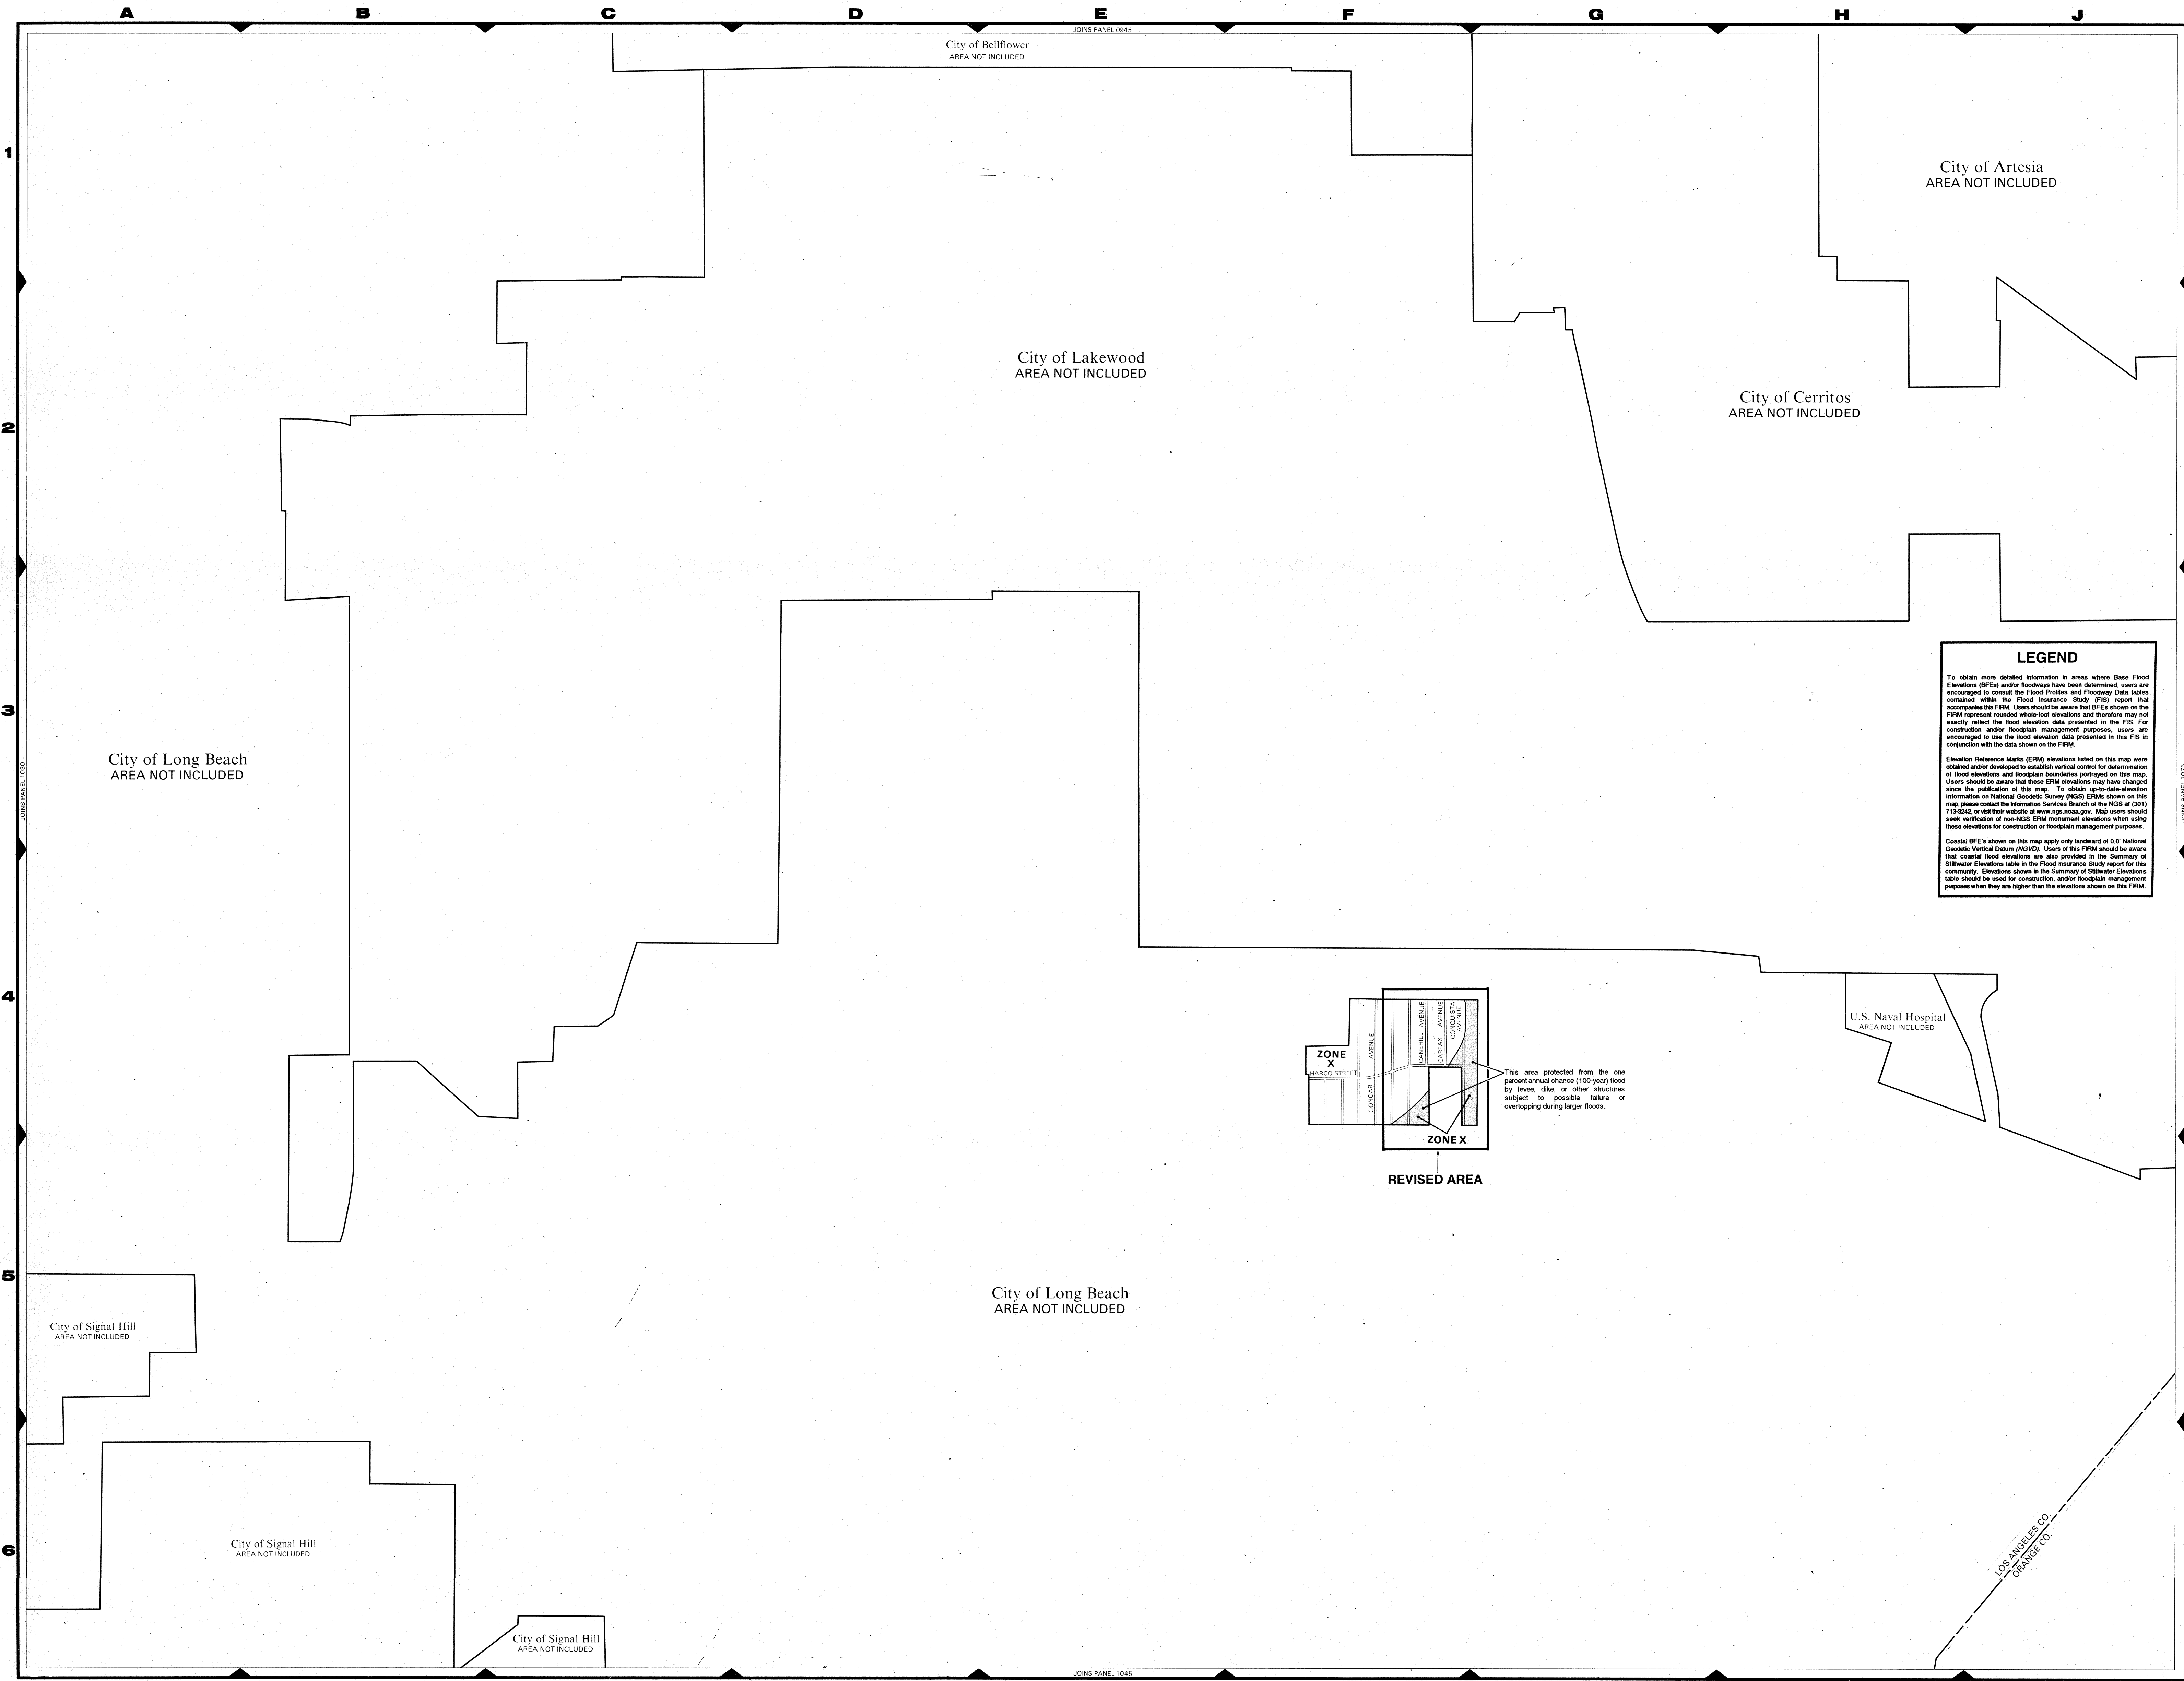 A B C D E F G H J
JOINS PANEL 0945
City of Bellflower
AREA NOT INCLUDED
1
City of Artesia
AREA NOT INCLUDED
City of Lakewood
AREA NOT INCLUDED
City of Cerritos
AREA NOT INCLUDED
2
LEGEND
To obtain more detailed information in areas where Base Flood
Elevations (BFEs) and/or floodways have been determined, users are
encouraged to consult the Flood Profiles and Floodway Data tables
contained within the Flood Insurance Study (FIS) report that
accompanies this FIRM. Users should be aware that BFEs shown on the
FIRM represent rounded whole-foot elevations and therefore may not
exactly reflect the flood elevation data presented in the FIS. For
construction and/or floodplain management purposes, users are
encouraged to use the flood elevation data presented in this FIS in
conjunction with the data shown on the FIRM.
Elevation Reference Marks (ERM) elevations listed on this map were
obtained and/or developed to establish vertical control for determination
of flood elevations and floodplain boundaries portrayed on this map.
Users should be aware that these ERM elevations may have changed
since the publication of this map. To obtain up-to-date-elevation
information on National Geodetic Survey (NGS) ERMs shown on this
map, please contact the Information Services Branch of the NGS at (301)
713-3242, or visit their website at www.ngs.noaa.gov. Map users should
seek verification of non-NGS ERM monument elevations when using
these elevations for construction or floodplain management purposes.
Coastal BFE's shown on this map apply only landward of 0.0' National
Geodetic Vertical Datum (NGVD). Users of this FIRM should be aware
that coastal flood elevations are also provided in the Summary of
Stillwater Elevations table in the Flood Insurance Study report for this
community. Elevations shown in the Summary of Stillwater Elevations
table should be used for construction, and/or floodplain management
purposes when they are higher than the elevations shown on this FIRM.
3
City of Long Beach
AREA NOT INCLUDED
JOINS PANEL 1030
JOINS PANEL 1075
4
U.S. Naval Hospital
AREA NOT INCLUDED
ZONE
X
HARCO STREET
GONDAR AVENUE
CANEHILL AVENUE
CARFAX AVENUE
CONQUISTA
AVENUE
This area protected from the one
percent annual chance (100-year) flood
by levee, dike, or other structures
subject to possible failure or
overtopping during larger floods.
ZONE X
REVISED AREA
5
City of Long Beach
AREA NOT INCLUDED
City of Signal Hill
AREA NOT INCLUDED
6
City of Signal Hill
AREA NOT INCLUDED
LOS ANGELES CO.
ORANGE CO.
City of Signal Hill
AREA NOT INCLUDED
JOINS PANEL 1045